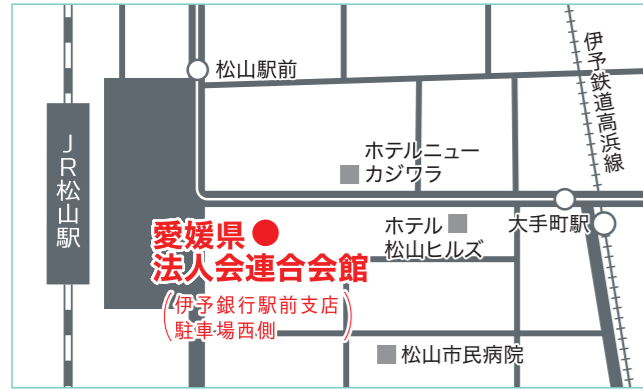 松山駅前
伊予鉄道高浜線
JR松山駅
ホテルニュー
カジワラ
ホテル
松山ヒルズ
大手町駅
愛媛県
法人会連合会館
(伊予銀行駅前支店
駐車場西側)
松山市民病院